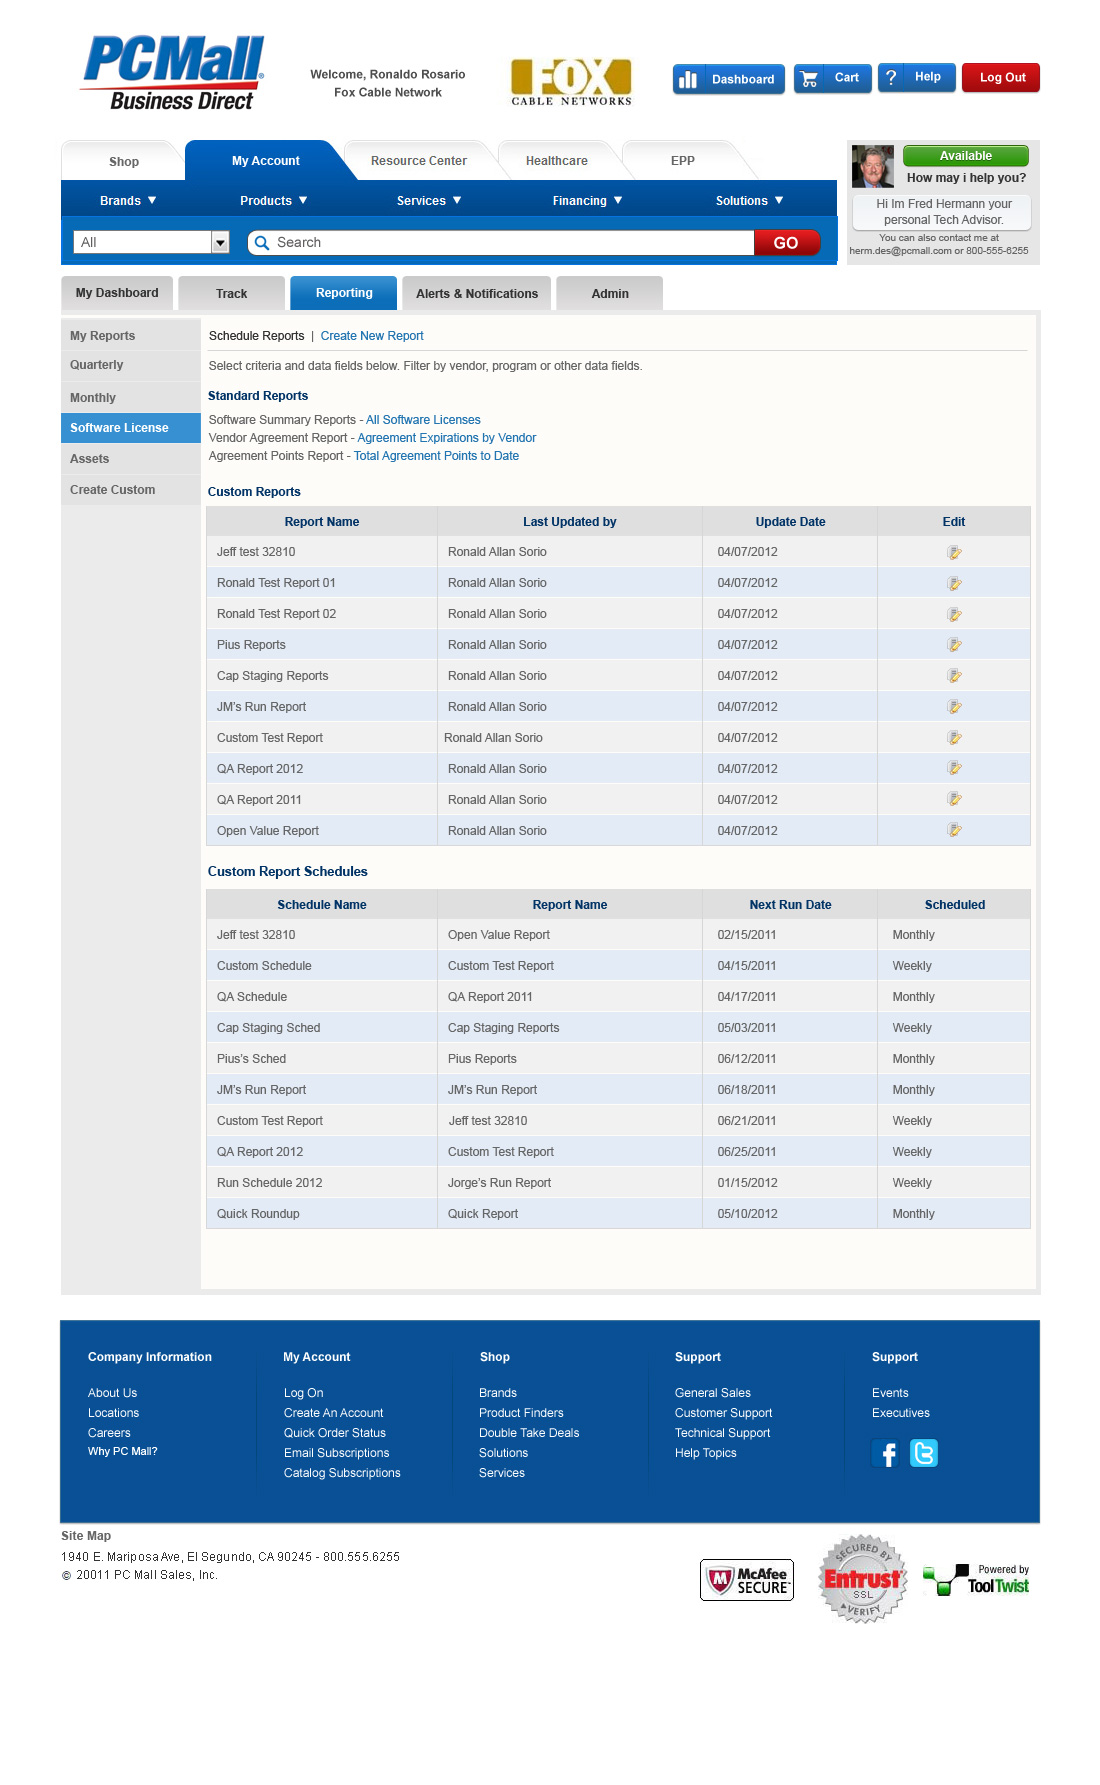 PCMall
Business Direct
Welcome, Ronaldo Rosario
Fox Cable Network
FOX
CABLE NETWORKS
Dashboard
Cart
? Help
Log Out
Shop
My Account
Resource Center
Healthcare
EPP
Available
How may i help you?
Hi Im Fred Hermann your
personal Tech Advisor.
You can also contact me at
herm.des@pcmall.com or 800-555-6255
Brands ▼
Products ▼
Services ▼
Financing ▼
Solutions ▼
All
Search
GO
My Dashboard
Track
Reporting
Alerts & Notifications
Admin
My Reports
Quarterly
Monthly
Software License
Assets
Create Custom
Schedule Reports | Create New Report
Select criteria and data fields below. Filter by vendor, program or other data fields.
Standard Reports
Software Summary Reports - All Software Licenses
Vendor Agreement Report - Agreement Expirations by Vendor
Agreement Points Report - Total Agreement Points to Date
Custom Reports
Report Name Last Updated by Update Date Edit
Jeff test 32810 Ronald Allan Sorio 04/07/2012
Ronald Test Report 01 Ronald Allan Sorio 04/07/2012
Ronald Test Report 02 Ronald Allan Sorio 04/07/2012
Pius Reports Ronald Allan Sorio 04/07/2012
Cap Staging Reports Ronald Allan Sorio 04/07/2012
JM's Run Report Ronald Allan Sorio 04/07/2012
Custom Test Report Ronald Allan Sorio 04/07/2012
QA Report 2012 Ronald Allan Sorio 04/07/2012
QA Report 2011 Ronald Allan Sorio 04/07/2012
Open Value Report Ronald Allan Sorio 04/07/2012
Custom Report Schedules
Schedule Name Report Name Next Run Date Scheduled
Jeff test 32810 Open Value Report 02/15/2011 Monthly
Custom Schedule Custom Test Report 04/15/2011 Weekly
QA Schedule QA Report 2011 04/17/2011 Monthly
Cap Staging Sched Cap Staging Reports 05/03/2011 Weekly
Pius's Sched Pius Reports 06/12/2011 Monthly
JM's Run Report JM's Run Report 06/18/2011 Monthly
Custom Test Report Jeff test 32810 06/21/2011 Weekly
QA Report 2012 Custom Test Report 06/25/2011 Weekly
Run Schedule 2012 Jorge's Run Report 01/15/2012 Weekly
Quick Roundup Quick Report 05/10/2012 Monthly
Company Information
About Us
Locations
Careers
Why PC Mall?
My Account
Log On
Create An Account
Quick Order Status
Email Subscriptions
Catalog Subscriptions
Shop
Brands
Product Finders
Double Take Deals
Solutions
Services
Support
General Sales
Customer Support
Technical Support
Help Topics
Support
Events
Executives
f t
Site Map
1940 E. Mariposa Ave, El Segundo, CA 90245 - 800.555.6255
© 20011 PC Mall Sales, Inc.
McAfee
SECURE™
SECURED BY
Entrust
SSL
VERIFY
Powered by
ToolTwist